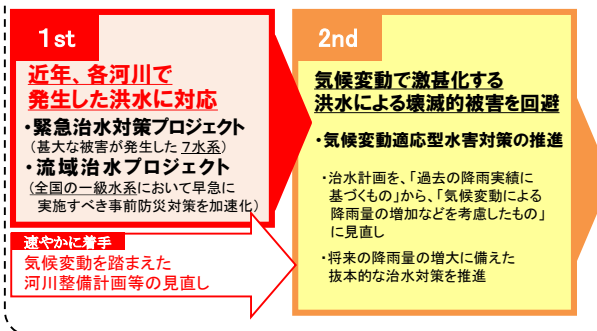 1st
近年、各河川で
発生した洪水に対応
・緊急治水対策プロジェクト
(甚大な被害が発生した 7水系)
・流域治水プロジェクト
(全国の一級水系において早急に
実施すべき事前防災対策を加速化)
速やかに着手
気候変動を踏まえた
河川整備計画等の見直し
2nd
気候変動で激甚化する
洪水による壊滅的被害を回避
・気候変動適応型水害対策の推進
・治水計画を、「過去の降雨実績に
基づくもの」から、「気候変動による
降雨量の増加などを考慮したもの」
に見直し
・将来の降雨量の増大に備えた
抜本的な治水対策を推進